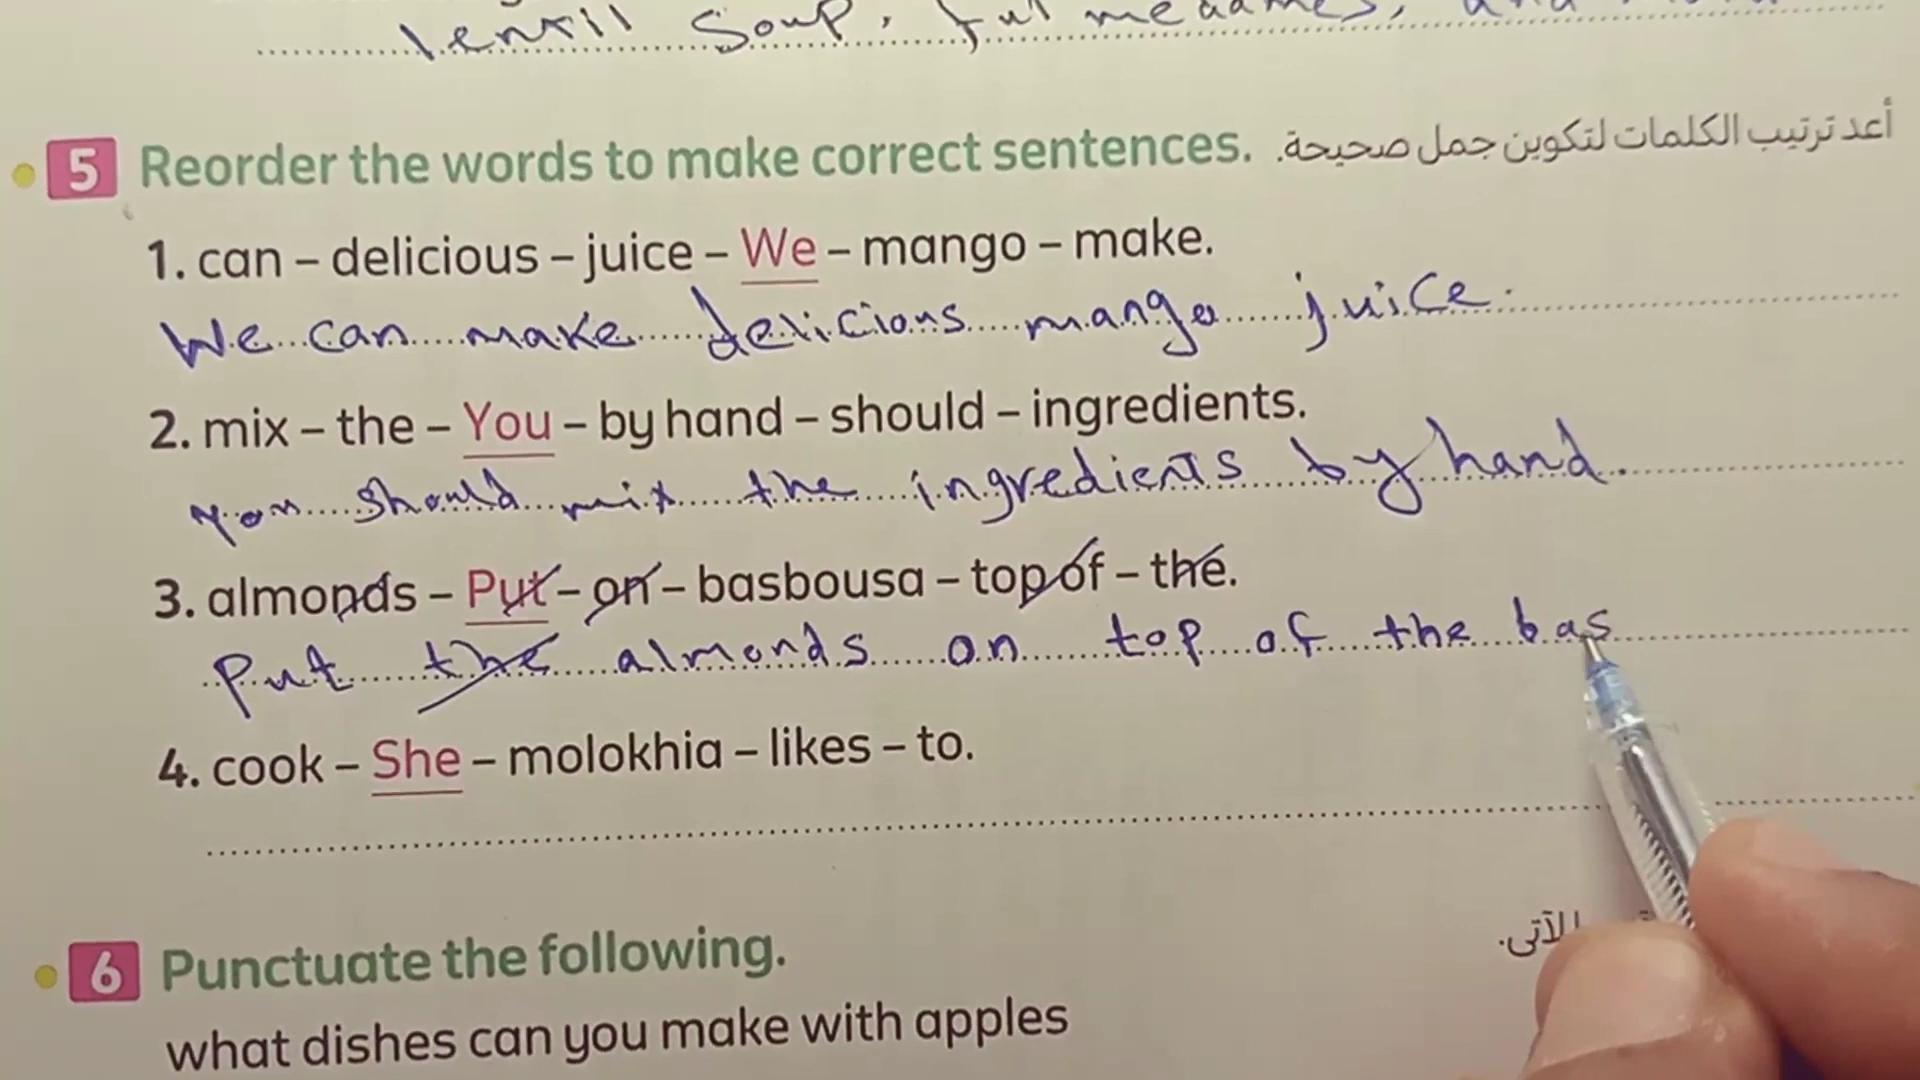 lentil soup, ful medames, and
5 Reorder the words to make correct sentences. أعد ترتيب الكلمات لتكوين جمل صحيحة.
1. can – delicious – juice – We – mango – make.
We can make delicious mango juice.
2. mix – the – You – by hand – should – ingredients.
You should mix the ingredients by hand.
3. almonds – Put – on – basbousa – top of – the.
Put the almonds on top of the bas
4. cook – She – molokhia – likes – to.
6 Punctuate the following. الآتى.
what dishes can you make with apples